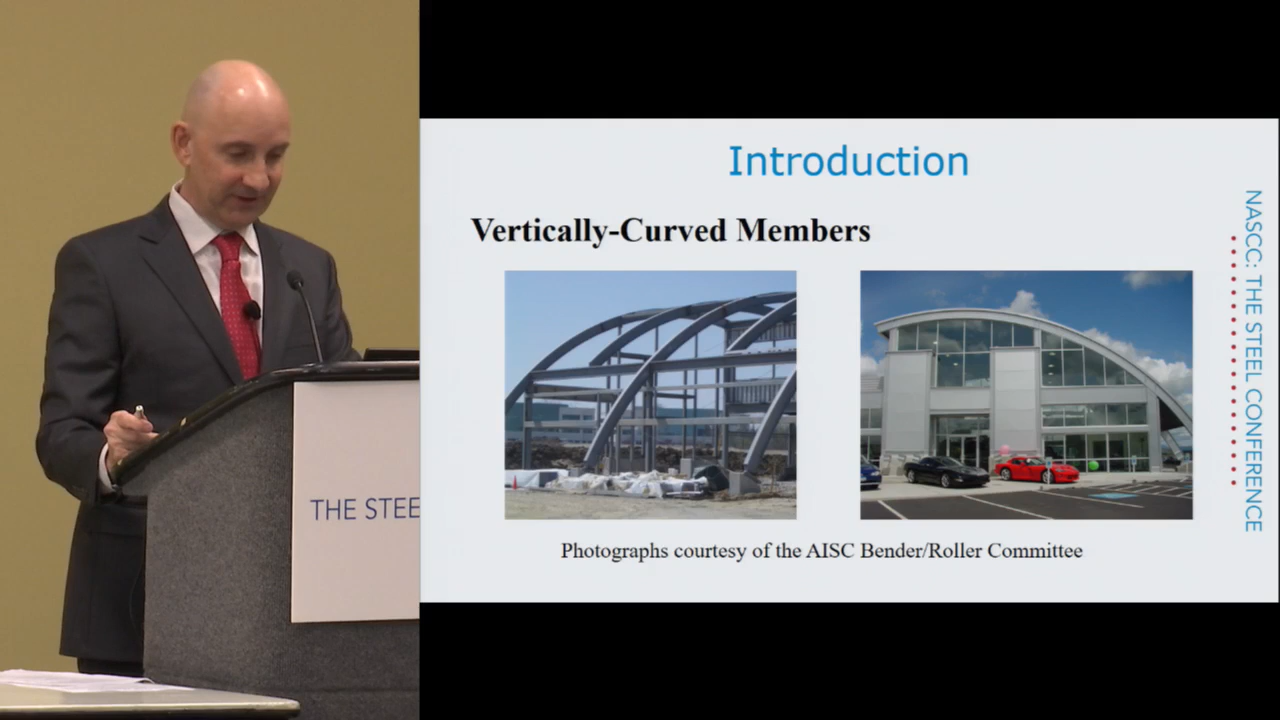 Introduction
Vertically-Curved Members
Photographs courtesy of the AISC Bender/Roller Committee
NASCC: THE STEEL CONFERENCE
THE STEE